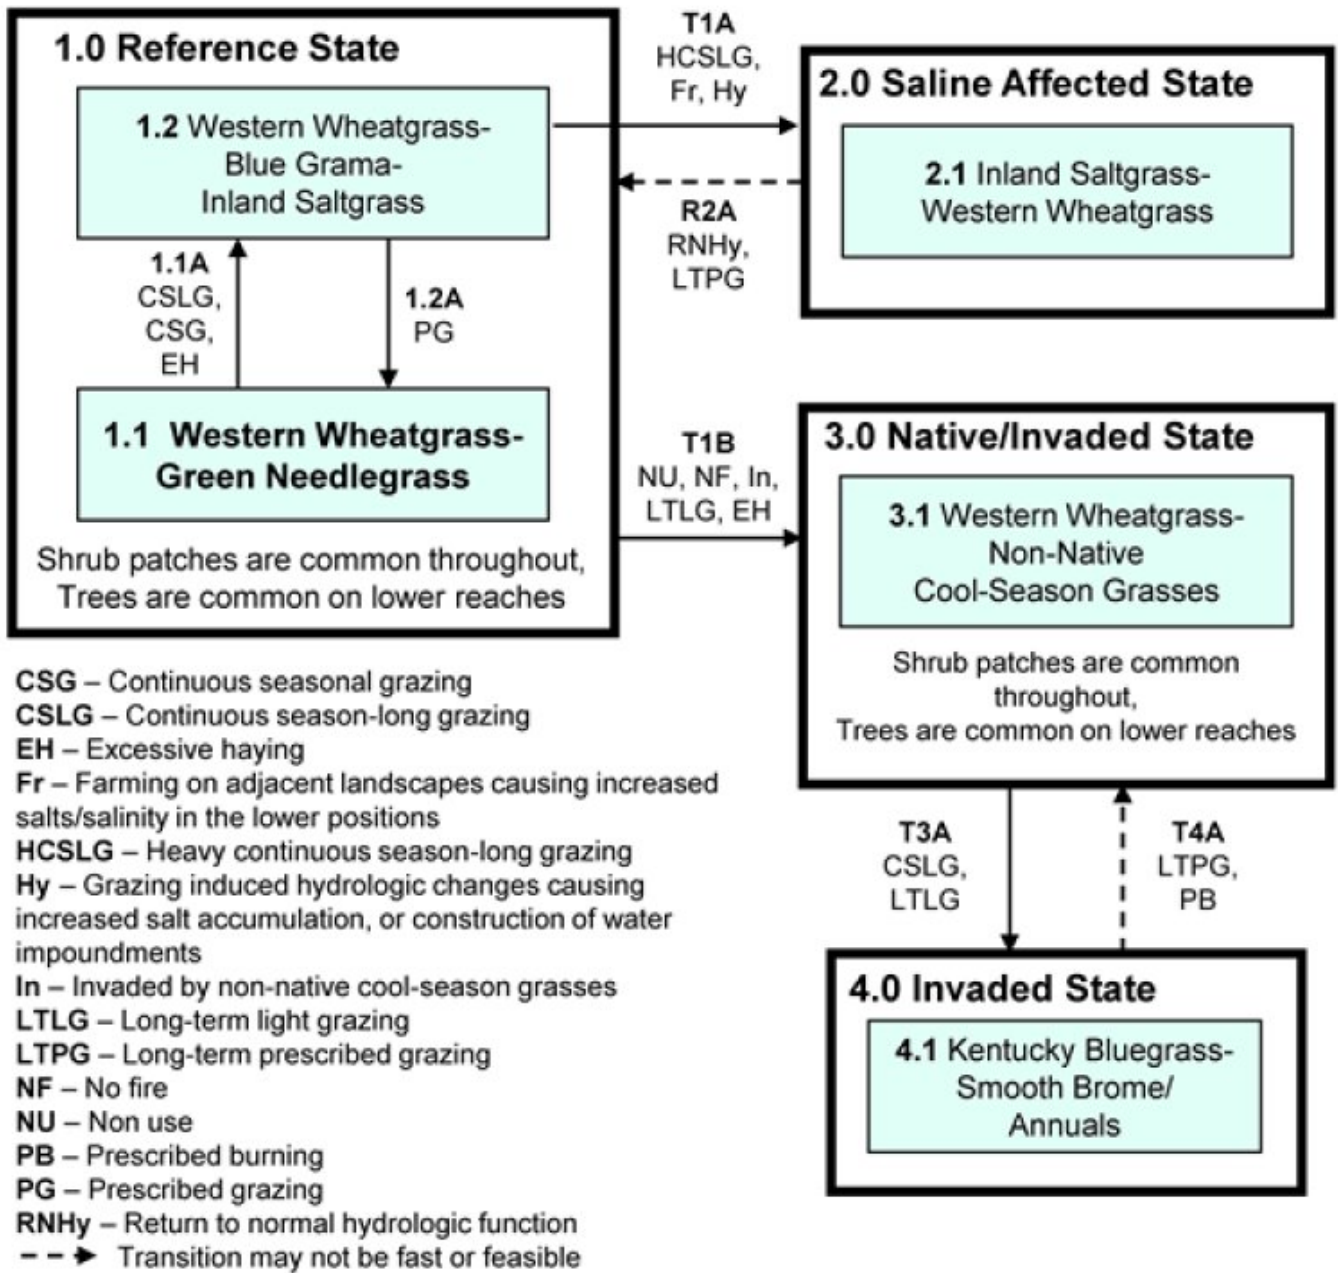 1.0 Reference State
1.2 Western Wheatgrass-
Blue Grama-
Inland Saltgrass
1.1A
CSLG,
CSG,
EH
1.2A
PG
1.1 Western Wheatgrass-
Green Needlegrass
Shrub patches are common throughout,
Trees are common on lower reaches
T1A
HCSLG,
Fr, Hy
R2A
RNHy,
LTPG
2.0 Saline Affected State
2.1 Inland Saltgrass-
Western Wheatgrass
T1B
NU, NF, In,
LTLG, EH
3.0 Native/Invaded State
3.1 Western Wheatgrass-
Non-Native
Cool-Season Grasses
Shrub patches are common
throughout,
Trees are common on lower reaches
T3A
CSLG,
LTLG
T4A
LTPG,
PB
4.0 Invaded State
4.1 Kentucky Bluegrass-
Smooth Brome/
Annuals
CSG – Continuous seasonal grazing
CSLG – Continuous season-long grazing
EH – Excessive haying
Fr – Farming on adjacent landscapes causing increased
salts/salinity in the lower positions
HCSLG – Heavy continuous season-long grazing
Hy – Grazing induced hydrologic changes causing
increased salt accumulation, or construction of water
impoundments
In – Invaded by non-native cool-season grasses
LTLG – Long-term light grazing
LTPG – Long-term prescribed grazing
NF – No fire
NU – Non use
PB – Prescribed burning
PG – Prescribed grazing
RNHy – Return to normal hydrologic function
Transition may not be fast or feasible